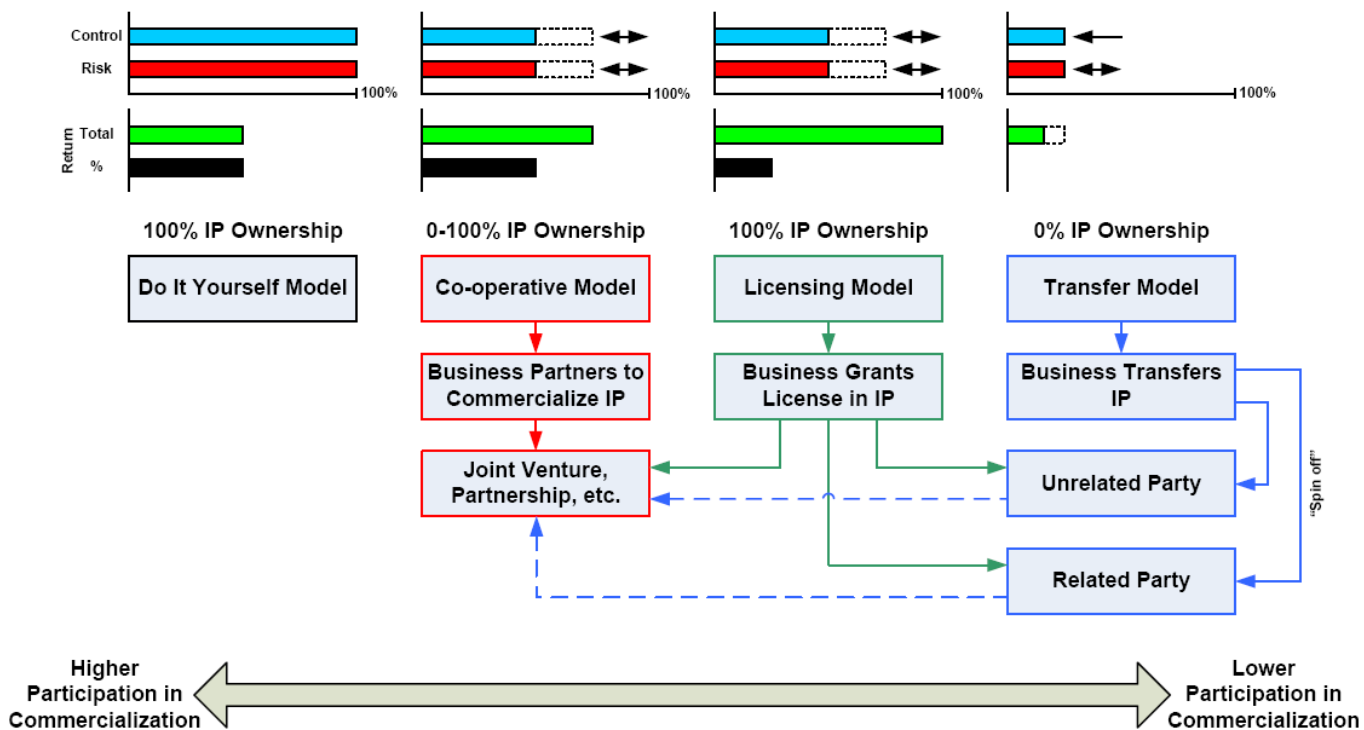 Control
Risk
100%
100%
100%
100%
Return
Total
%
100% IP Ownership
0-100% IP Ownership
100% IP Ownership
0% IP Ownership
Do It Yourself Model
Co-operative Model
Licensing Model
Transfer Model
Business Partners to
Commercialize IP
Business Grants
License in IP
Business Transfers
IP
Joint Venture,
Partnership, etc.
Unrelated Party
"Spin off"
Related Party
Higher
Participation in
Commercialization
Lower
Participation in
Commercialization